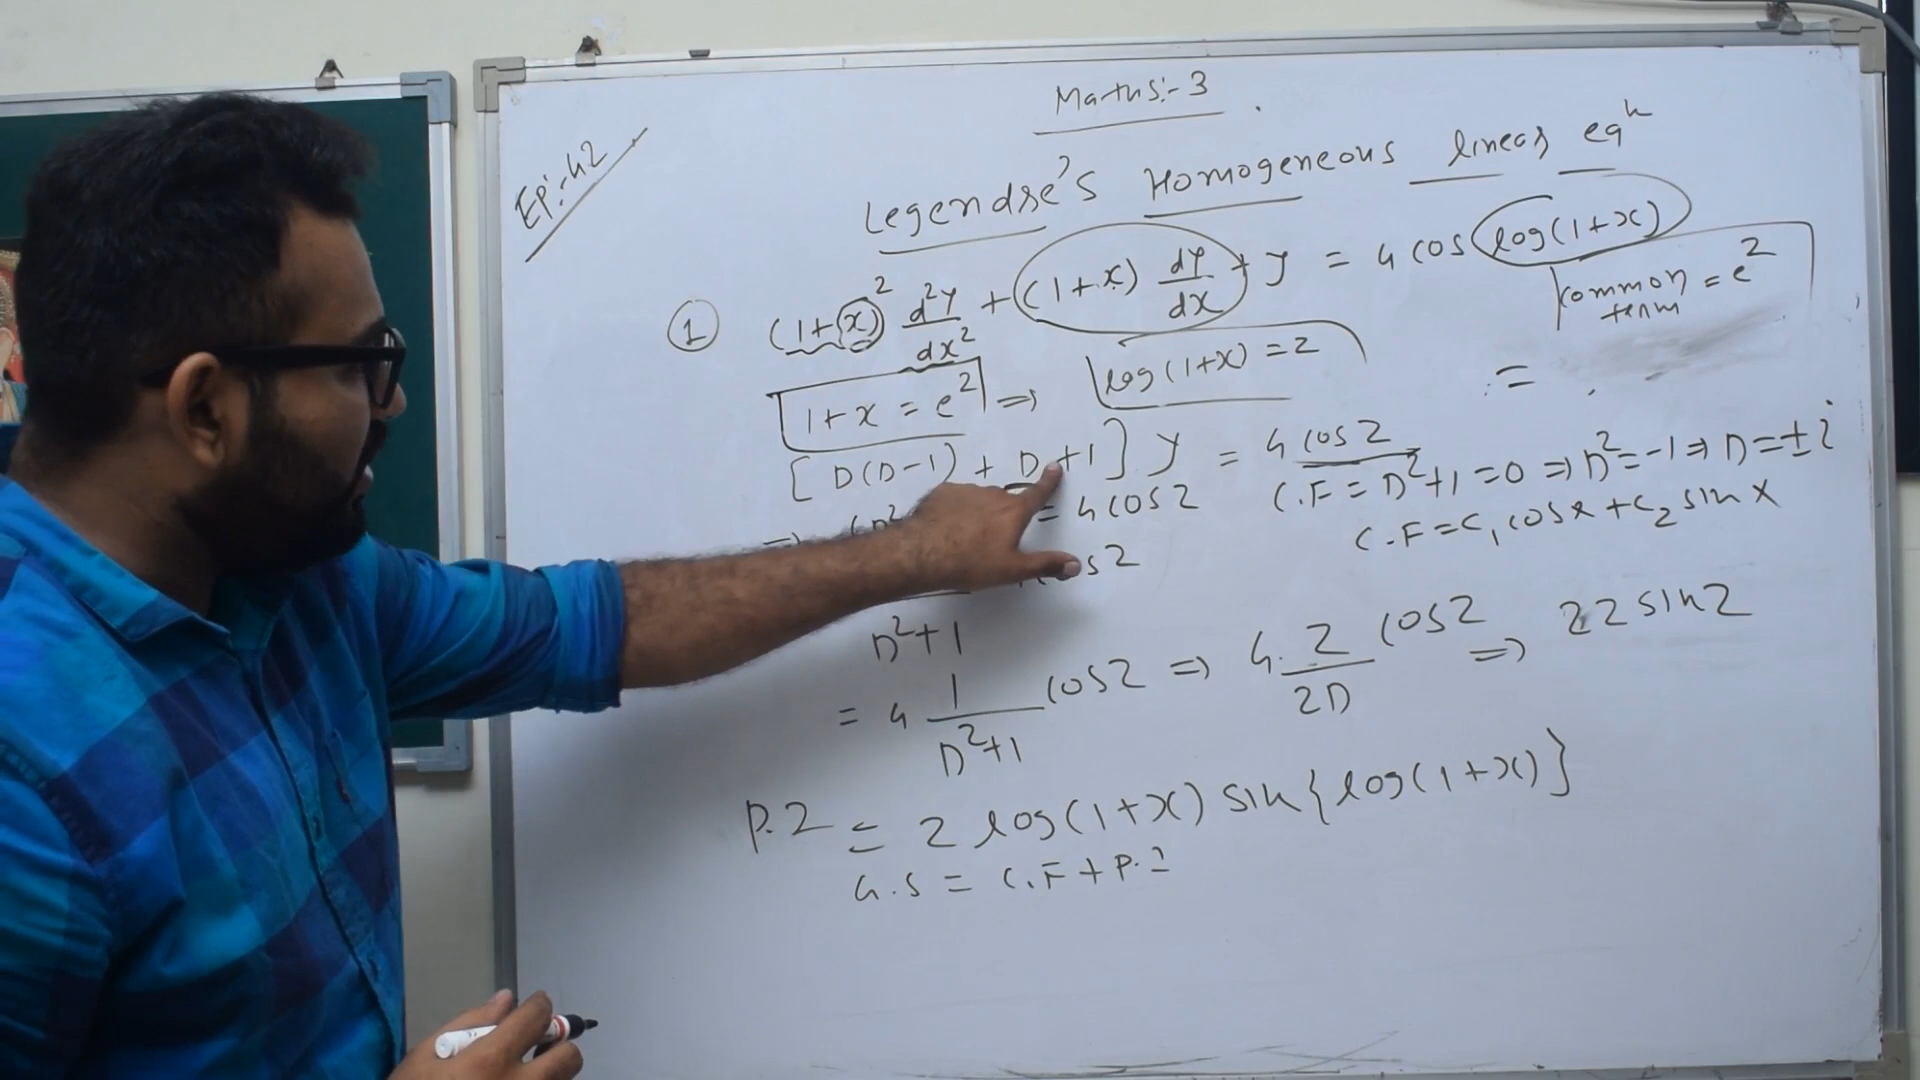 Maths:- 3
EP:-42
Legendre's Homogeneous linear eqn
① (1+x)² d²y/dx² + (1+x) dy/dx + y = 4 cos log(1+x)
common term = e^z
1+x = e^z ⇒ log(1+x) = z
[D(D-1) + D+1] y = 4 cos z
C.F = D²+1=0 ⇒ D²=-1 ⇒ D=±i
⇒ (D² = 4 cos z
C.F = C₁ cos x + C₂ sin x
cos z
D²+1
= 4 1/(D²+1) cos z ⇒ 4. z/2D cos z ⇒ 2z sin z
P.I = 2 log(1+x) sin{log(1+x)}
G.S = C.F + P.I